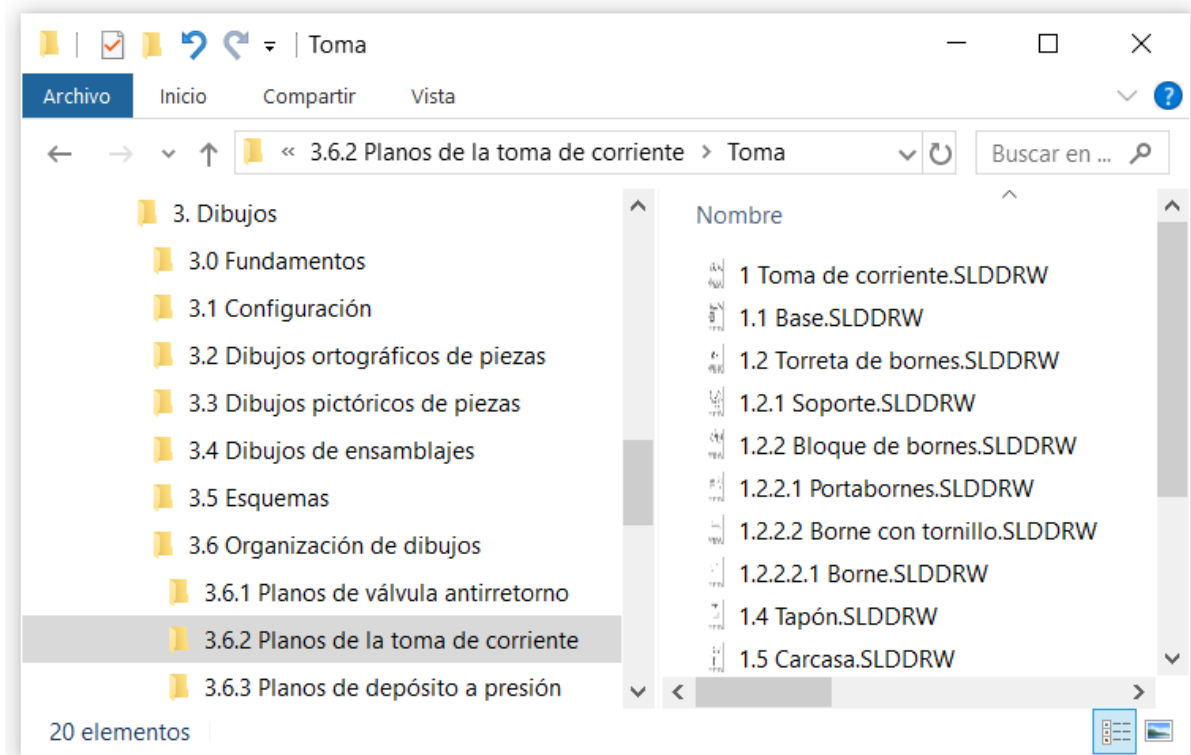 Toma
Archivo Inicio Compartir Vista ?
« 3.6.2 Planos de la toma de corriente > Toma Buscar en ...
3. Dibujos
3.0 Fundamentos
3.1 Configuración
3.2 Dibujos ortográficos de piezas
3.3 Dibujos pictóricos de piezas
3.4 Dibujos de ensamblajes
3.5 Esquemas
3.6 Organización de dibujos
3.6.1 Planos de válvula antirretorno
3.6.2 Planos de la toma de corriente
3.6.3 Planos de depósito a presión
Nombre
1 Toma de corriente.SLDDRW
1.1 Base.SLDDRW
1.2 Torreta de bornes.SLDDRW
1.2.1 Soporte.SLDDRW
1.2.2 Bloque de bornes.SLDDRW
1.2.2.1 Portabornes.SLDDRW
1.2.2.2 Borne con tornillo.SLDDRW
1.2.2.2.1 Borne.SLDDRW
1.4 Tapón.SLDDRW
1.5 Carcasa.SLDDRW
20 elementos